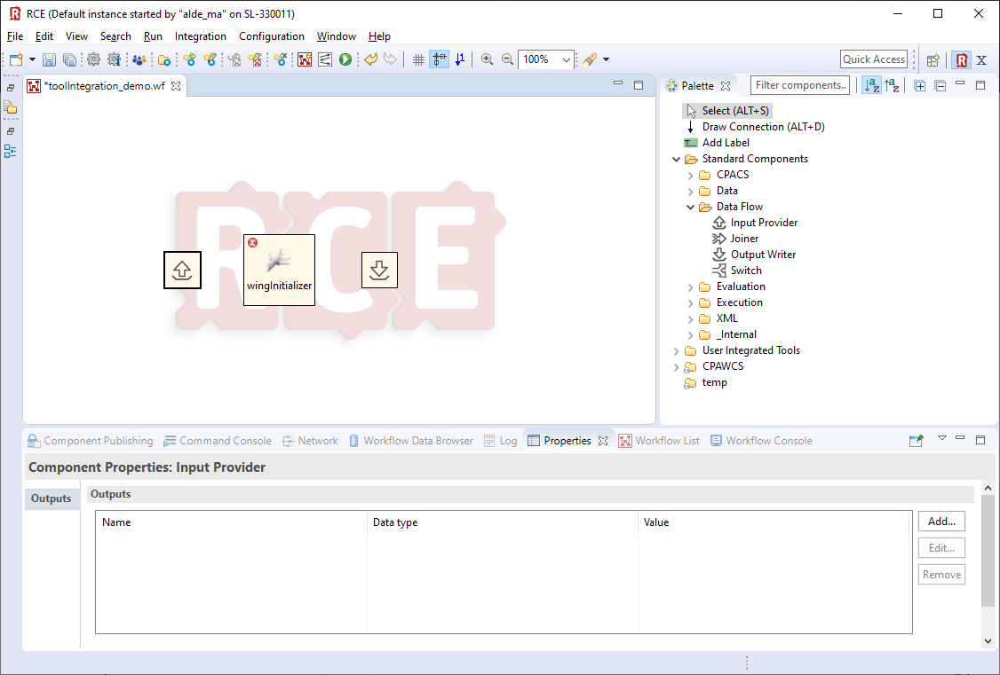 RCE (Default instance started by "alde_ma" on SL-330011)
File Edit View Search Run Integration Configuration Window Help
100% Quick Access
*toolIntegration_demo.wf
RCE
wingInitializer
Palette Filter components..
Select (ALT+S)
Draw Connection (ALT+D)
Add Label
Standard Components
CPACS
Data
Data Flow
Input Provider
Joiner
Output Writer
Switch
Evaluation
Execution
XML
_Internal
User Integrated Tools
CPAWCS
temp
Component Publishing Command Console Network Workflow Data Browser Log Properties Workflow List Workflow Console
Component Properties: Input Provider
Outputs
Outputs
Name Data type Value
Add...
Edit...
Remove